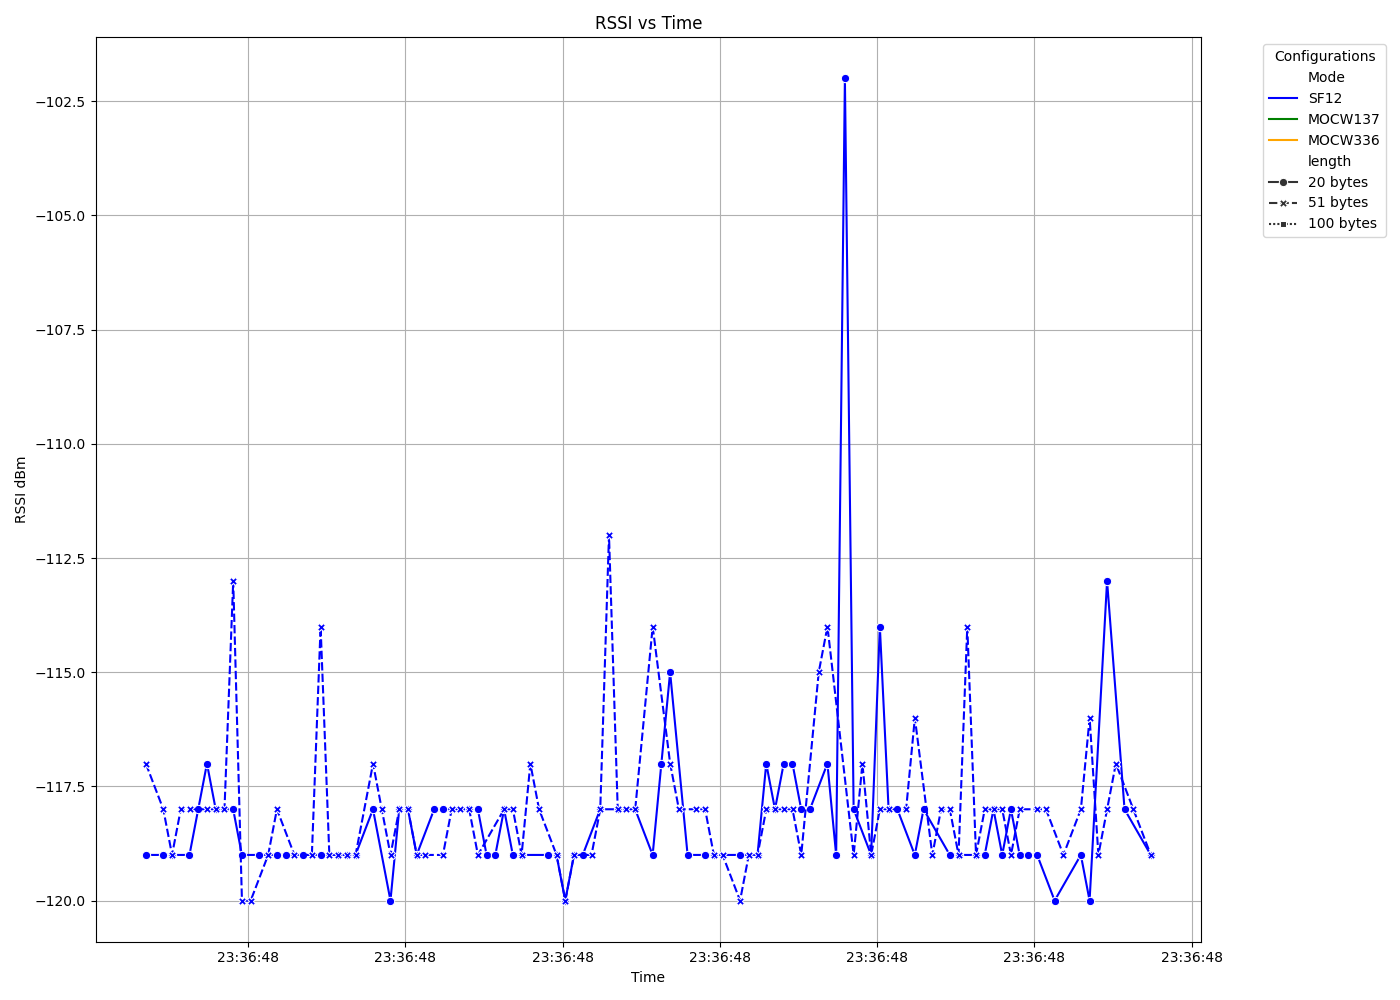 RSSI vs Time
RSSI dBm
−102.5
−105.0
−107.5
−110.0
−112.5
−115.0
−117.5
−120.0
23:36:48 23:36:48 23:36:48 23:36:48 23:36:48 23:36:48 23:36:48
Time
Configurations
Mode
SF12
MOCW137
MOCW336
length
20 bytes
51 bytes
100 bytes